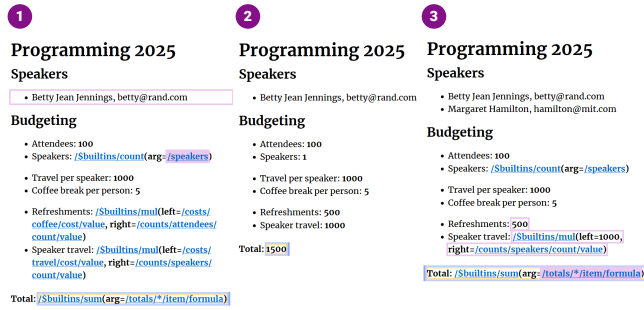 1
Programming 2025
Speakers
• Betty Jean Jennings, betty@rand.com
Budgeting
• Attendees: 100
• Speakers: /$builtins/count(arg=/speakers)
• Travel per speaker: 1000
• Coffee break per person: 5
• Refreshments: /$builtins/mul(left=/costs/
coffee/cost/value, right=/counts/attendees/
count/value)
• Speaker travel: /$builtins/mul(left=/costs/
travel/cost/value, right=/counts/speakers/
count/value)
Total: /$builtins/sum(arg=/totals/*/item/formula)
2
Programming 2025
Speakers
• Betty Jean Jennings, betty@rand.com
Budgeting
• Attendees: 100
• Speakers: 1
• Travel per speaker: 1000
• Coffee break per person: 5
• Refreshments: 500
• Speaker travel: 1000
Total: 1500
3
Programming 2025
Speakers
• Betty Jean Jennings, betty@rand.com
• Margaret Hamilton, hamilton@mit.com
Budgeting
• Attendees: 100
• Speakers: /$builtins/count(arg=/speakers)
• Travel per speaker: 1000
• Coffee break per person: 5
• Refreshments: 500
• Speaker travel: /$builtins/mul(left=1000,
right=/counts/speakers/count/value)
Total: /$builtins/sum(arg=/totals/*/item/formula)